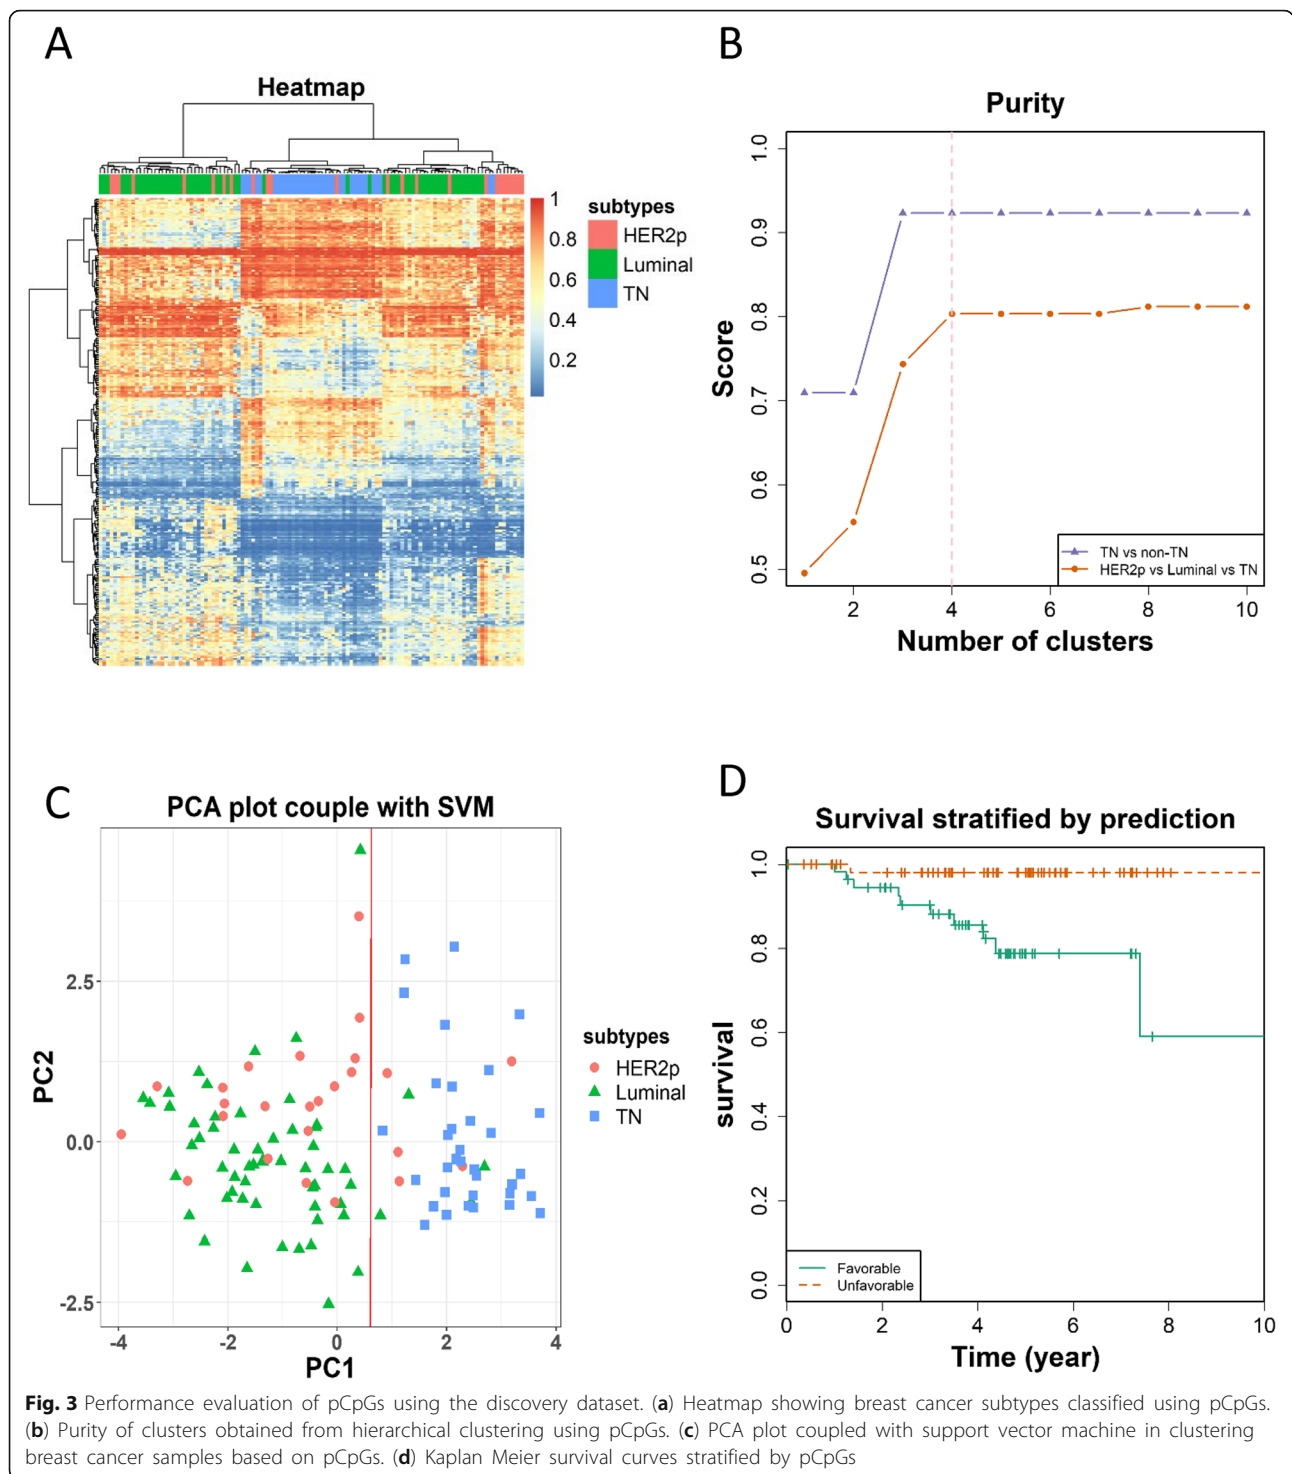 A
Heatmap
1
0.8
0.6
0.4
0.2
subtypes
HER2p
Luminal
TN
B
Purity
Score
1.0
0.9
0.8
0.7
0.6
0.5
TN vs non-TN
HER2p vs Luminal vs TN
2 4 6 8 10
Number of clusters
C
PCA plot couple with SVM
PC2
2.5
0.0
-2.5
-4 -2 0 2 4
PC1
subtypes
HER2p
Luminal
TN
D
Survival stratified by prediction
survival
1.0
0.8
0.6
0.4
0.2
0.0
Favorable
Unfavorable
0 2 4 6 8 10
Time (year)
Fig. 3 Performance evaluation of pCpGs using the discovery dataset. (a) Heatmap showing breast cancer subtypes classified using pCpGs.
(b) Purity of clusters obtained from hierarchical clustering using pCpGs. (c) PCA plot coupled with support vector machine in clustering
breast cancer samples based on pCpGs. (d) Kaplan Meier survival curves stratified by pCpGs